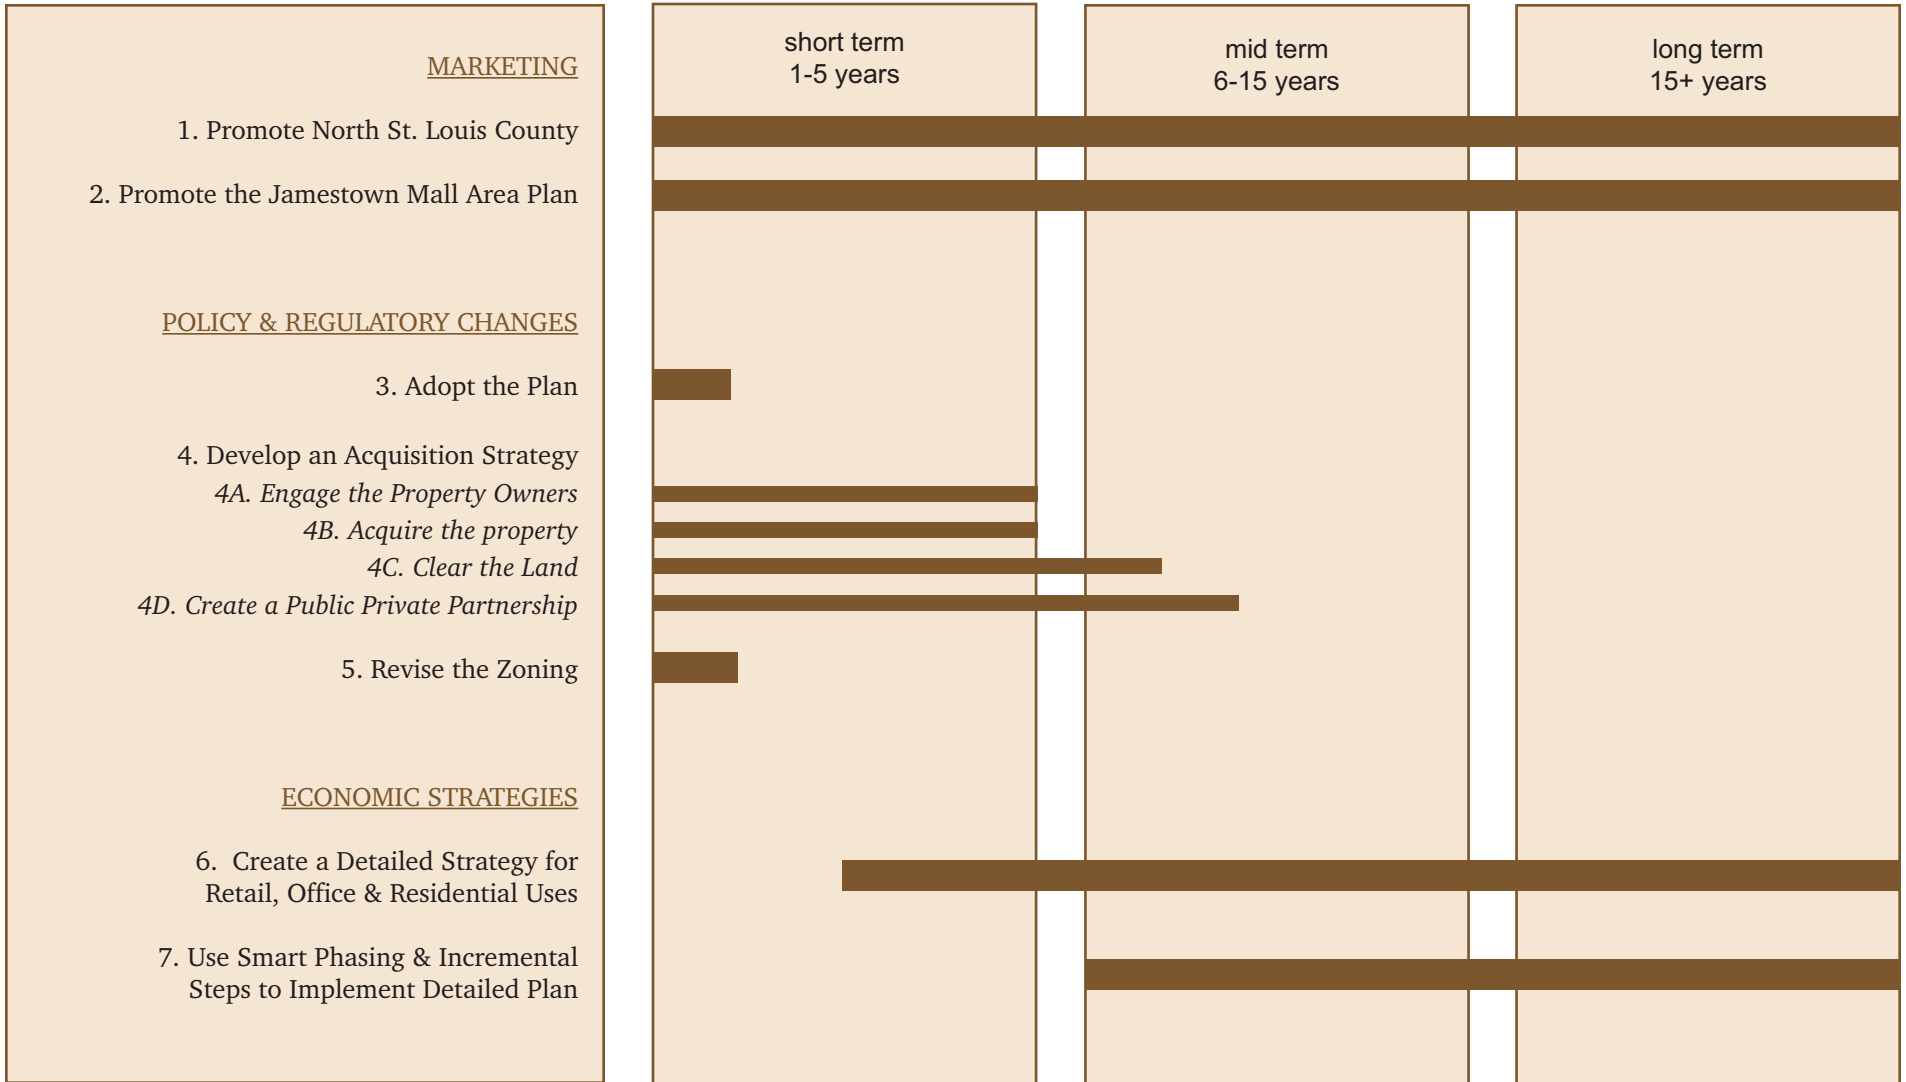 MARKETING
1. Promote North St. Louis County
2. Promote the Jamestown Mall Area Plan
POLICY & REGULATORY CHANGES
3. Adopt the Plan
4. Develop an Acquisition Strategy
4A. Engage the Property Owners
4B. Acquire the property
4C. Clear the Land
4D. Create a Public Private Partnership
5. Revise the Zoning
ECONOMIC STRATEGIES
6. Create a Detailed Strategy for
Retail, Office & Residential Uses
7. Use Smart Phasing & Incremental
Steps to Implement Detailed Plan
short term
1-5 years
mid term
6-15 years
long term
15+ years